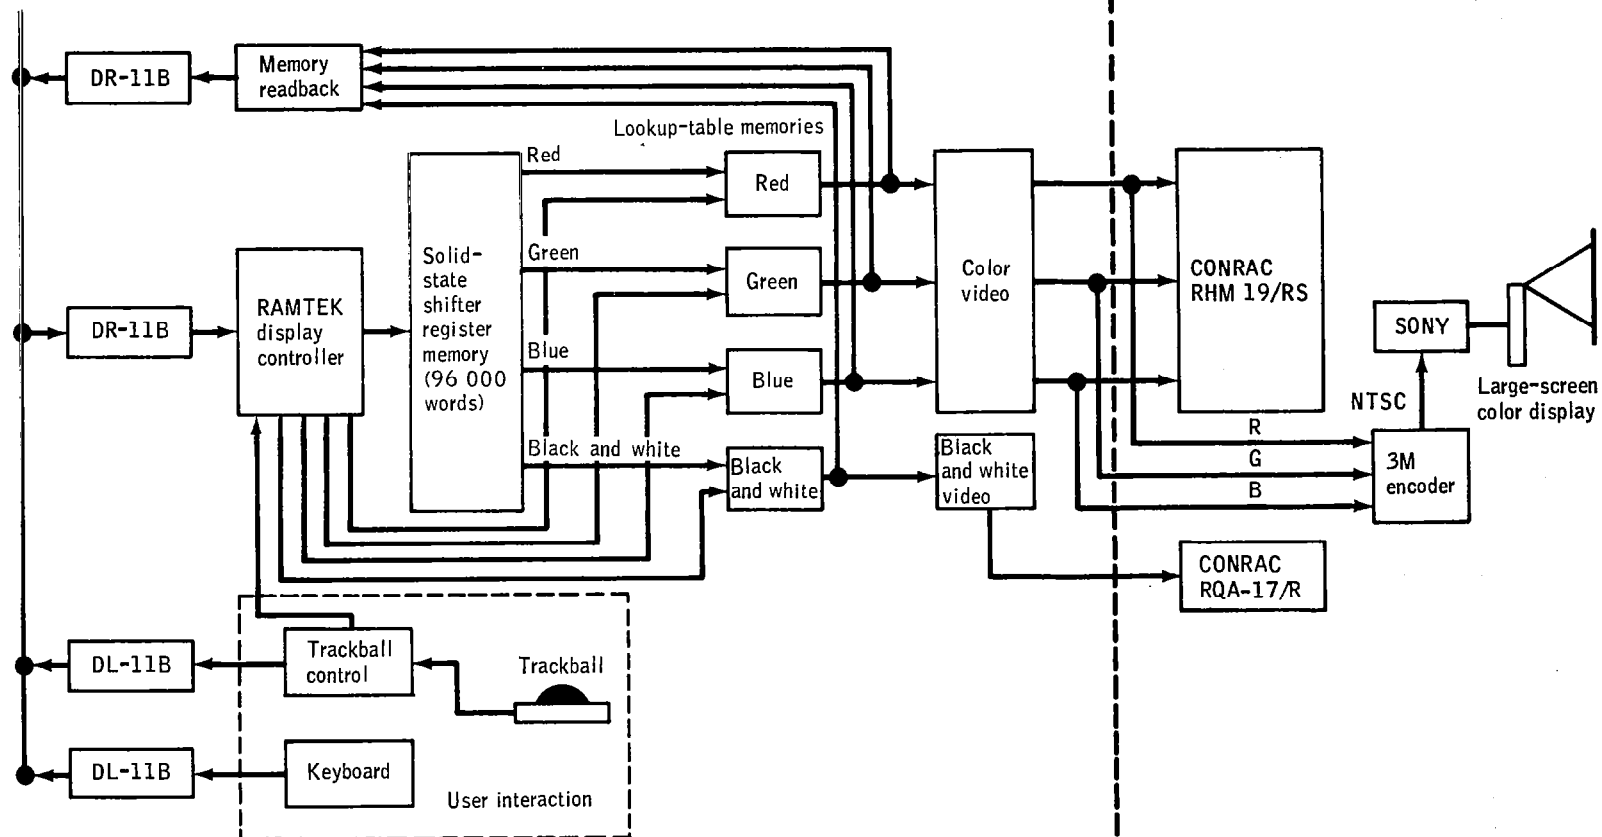 DR-11B
Memory
readback
Lookup-table memories
Red
Red
Solid-
state
shifter
register
memory
(96 000
words)
Green
Green
Blue
Blue
Black and white
Black
and white
DR-11B
RAMTEK
display
controller
Color
video
Black
and white
video
CONRAC
RHM 19/RS
SONY
Large-screen
color display
NTSC
R
G
B
3M
encoder
CONRAC
RQA-17/R
DL-11B
Trackball
control
Trackball
DL-11B
Keyboard
User interaction